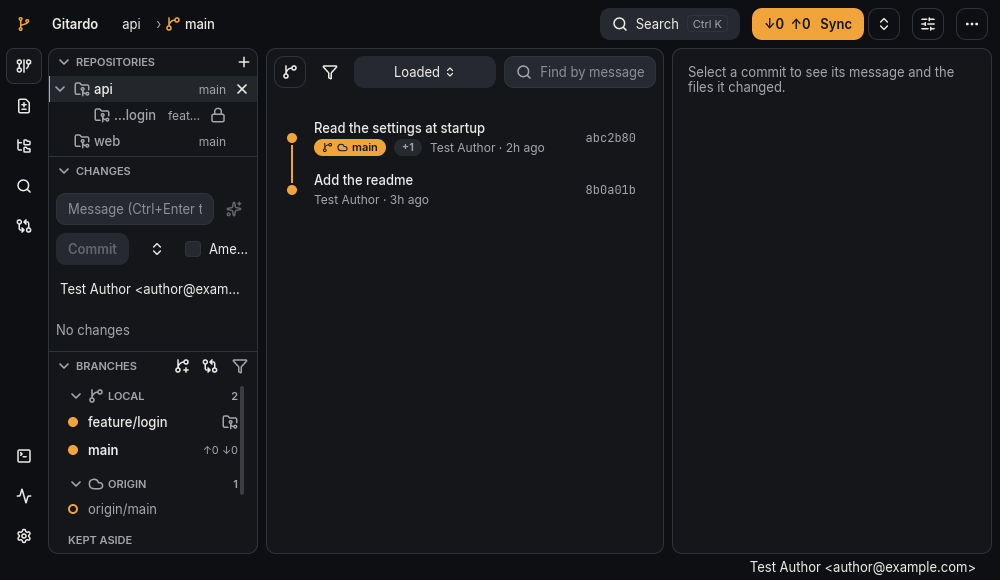 Gitardo api › main
Search Ctrl K
↓0 ↑0 Sync
REPOSITORIES
api main
...login feat...
web main
CHANGES
Message (Ctrl+Enter t
Commit Ame...
Test Author <author@exam...
No changes
BRANCHES
LOCAL 2
feature/login
main ↑0 ↓0
ORIGIN 1
origin/main
KEPT ASIDE
Loaded
Find by message
Read the settings at startup
main +1 Test Author · 2h ago
abc2b80
Add the readme
Test Author · 3h ago
8b0a01b
Select a commit to see its message and the
files it changed.
Test Author <author@example.com>